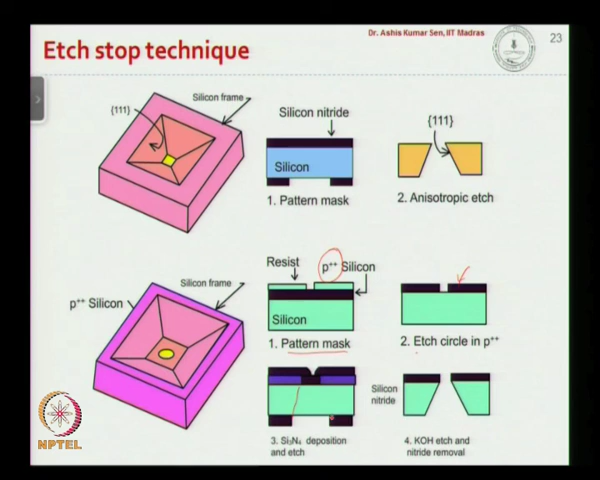 Dr. Ashis Kumar Sen, IIT Madras
23
Etch stop technique
Silicon frame
{111}
Silicon nitride
Silicon
1. Pattern mask
{111}
2. Anisotropic etch
p⁺⁺ Silicon
Silicon frame
Resist
p⁺⁺ Silicon
Silicon
1. Pattern mask
2. Etch circle in p⁺⁺
3. Si₃N₄ deposition
and etch
Silicon
nitride
4. KOH etch and
nitride removal
NPTEL